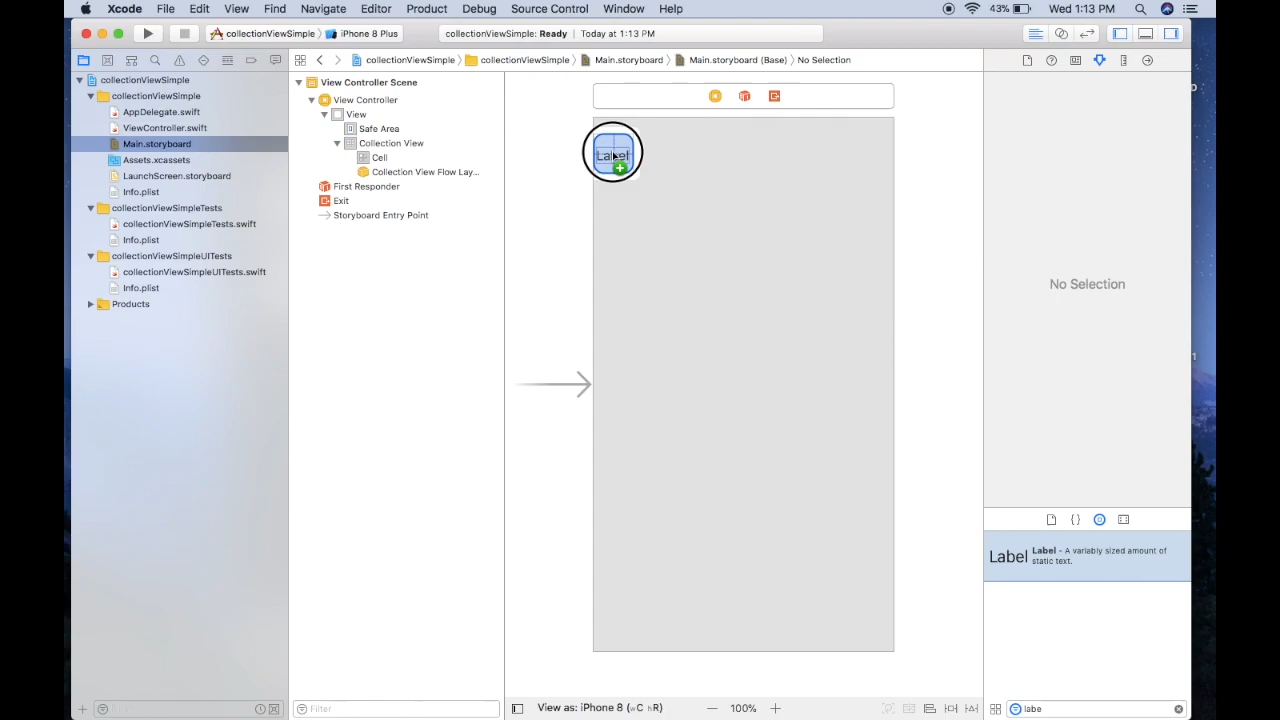 Xcode File Edit View Find Navigate Editor Product Debug Source Control Window Help 43% Wed 1:13 PM
collectionViewSimple iPhone 8 Plus collectionViewSimple: Ready Today at 1:13 PM
collectionViewSimple collectionViewSimple Main.storyboard Main.storyboard (Base) No Selection
collectionViewSimple
collectionViewSimple
AppDelegate.swift
ViewController.swift
Main.storyboard
Assets.xcassets
LaunchScreen.storyboard
Info.plist
collectionViewSimpleTests
collectionViewSimpleTests.swift
Info.plist
collectionViewSimpleUITests
collectionViewSimpleUITests.swift
Info.plist
Products
View Controller Scene
View Controller
View
Safe Area
Collection View
Cell
Collection View Flow Lay...
First Responder
Exit
Storyboard Entry Point
Filter
Label
View as: iPhone 8 (wC hR) 100%
No Selection
Label Label - A variably sized amount of
static text.
labe